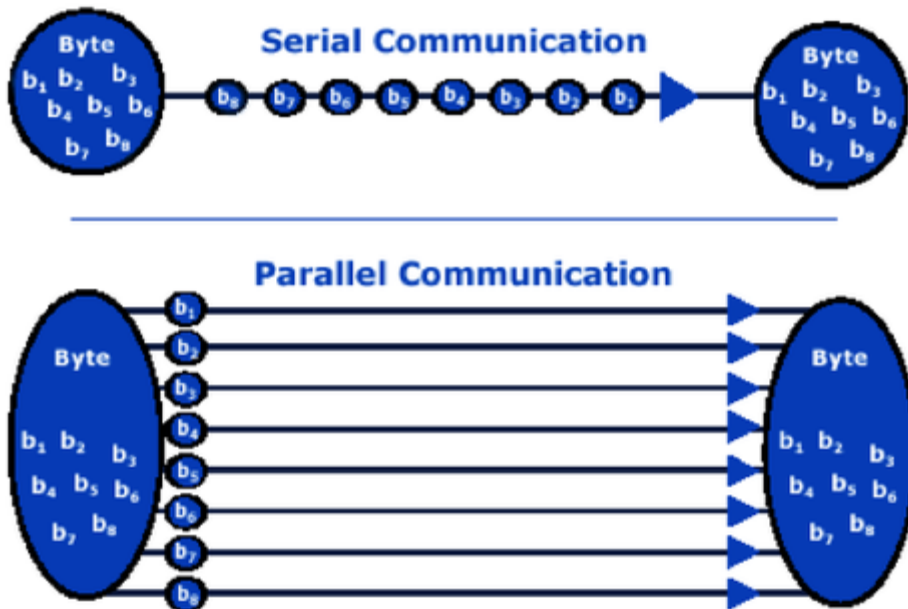 Serial Communication
Byte
b1 b2 b3
b4 b5 b6
b7 b8
b8 b7 b6 b5 b4 b3 b2 b1
Byte
b1 b2 b3
b4 b5 b6
b7 b8
Parallel Communication
Byte
b1 b2 b3
b4 b5 b6
b7 b8
b1
b2
b3
b4
b5
b6
b7
b8
Byte
b1 b2 b3
b4 b5 b6
b7 b8